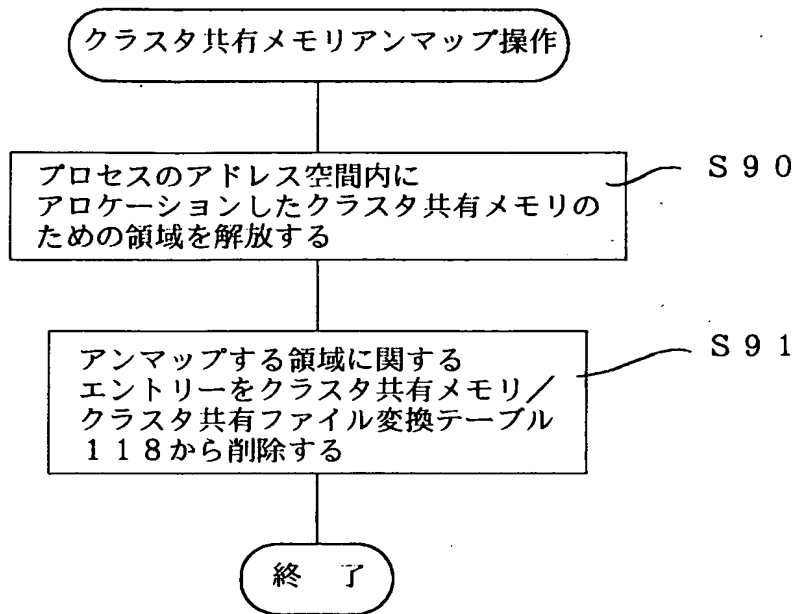 クラスタ共有メモリアンマップ操作
プロセスのアドレス空間内に
アロケーションしたクラスタ共有メモリの
ための領域を解放する
S90
アンマップする領域に関する
エントリーをクラスタ共有メモリ/
クラスタ共有ファイル変換テーブル
118から削除する
S91
終 了